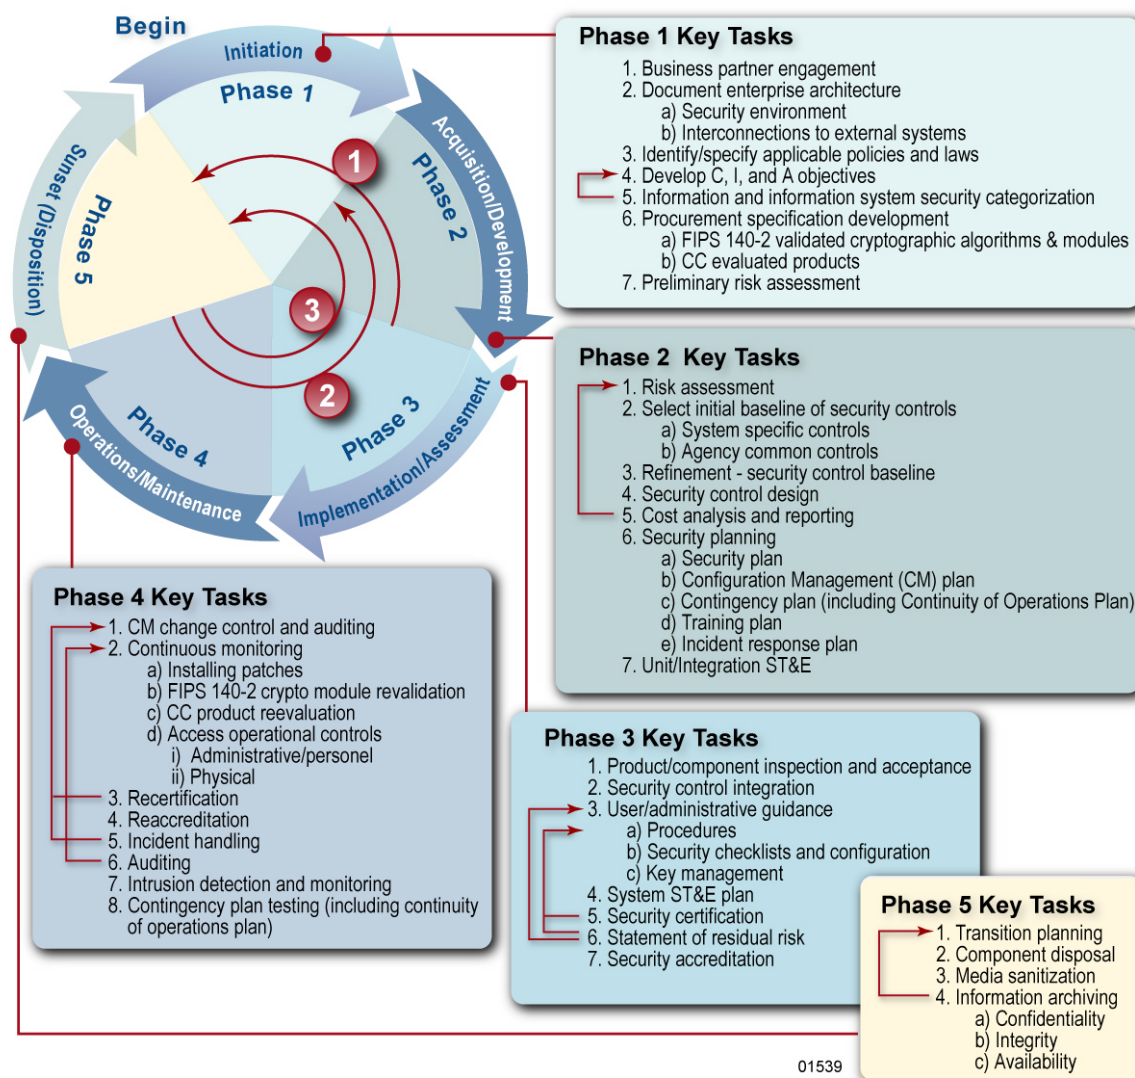 Begin
Initiation
Phase 1
Acquisition/Development
Phase 2
Implementation/Assessment
Phase 3
Operations/Maintenance
Phase 4
Sunset (Disposition)
Phase 5
1
2
3
Phase 1 Key Tasks
1. Business partner engagement
2. Document enterprise architecture
a) Security environment
b) Interconnections to external systems
3. Identify/specify applicable policies and laws
4. Develop C, I, and A objectives
5. Information and information system security categorization
6. Procurement specification development
a) FIPS 140-2 validated cryptographic algorithms & modules
b) CC evaluated products
7. Preliminary risk assessment
Phase 2 Key Tasks
1. Risk assessment
2. Select initial baseline of security controls
a) System specific controls
b) Agency common controls
3. Refinement - security control baseline
4. Security control design
5. Cost analysis and reporting
6. Security planning
a) Security plan
b) Configuration Management (CM) plan
c) Contingency plan (including Continuity of Operations Plan)
d) Training plan
e) Incident response plan
7. Unit/Integration ST&E
Phase 3 Key Tasks
1. Product/component inspection and acceptance
2. Security control integration
3. User/administrative guidance
a) Procedures
b) Security checklists and configuration
c) Key management
4. System ST&E plan
5. Security certification
6. Statement of residual risk
7. Security accreditation
Phase 4 Key Tasks
1. CM change control and auditing
2. Continuous monitoring
a) Installing patches
b) FIPS 140-2 crypto module revalidation
c) CC product reevaluation
d) Access operational controls
i) Administrative/personel
ii) Physical
3. Recertification
4. Reaccreditation
5. Incident handling
6. Auditing
7. Intrusion detection and monitoring
8. Contingency plan testing (including continuity
of operations plan)
Phase 5 Key Tasks
1. Transition planning
2. Component disposal
3. Media sanitization
4. Information archiving
a) Confidentiality
b) Integrity
c) Availability
01539